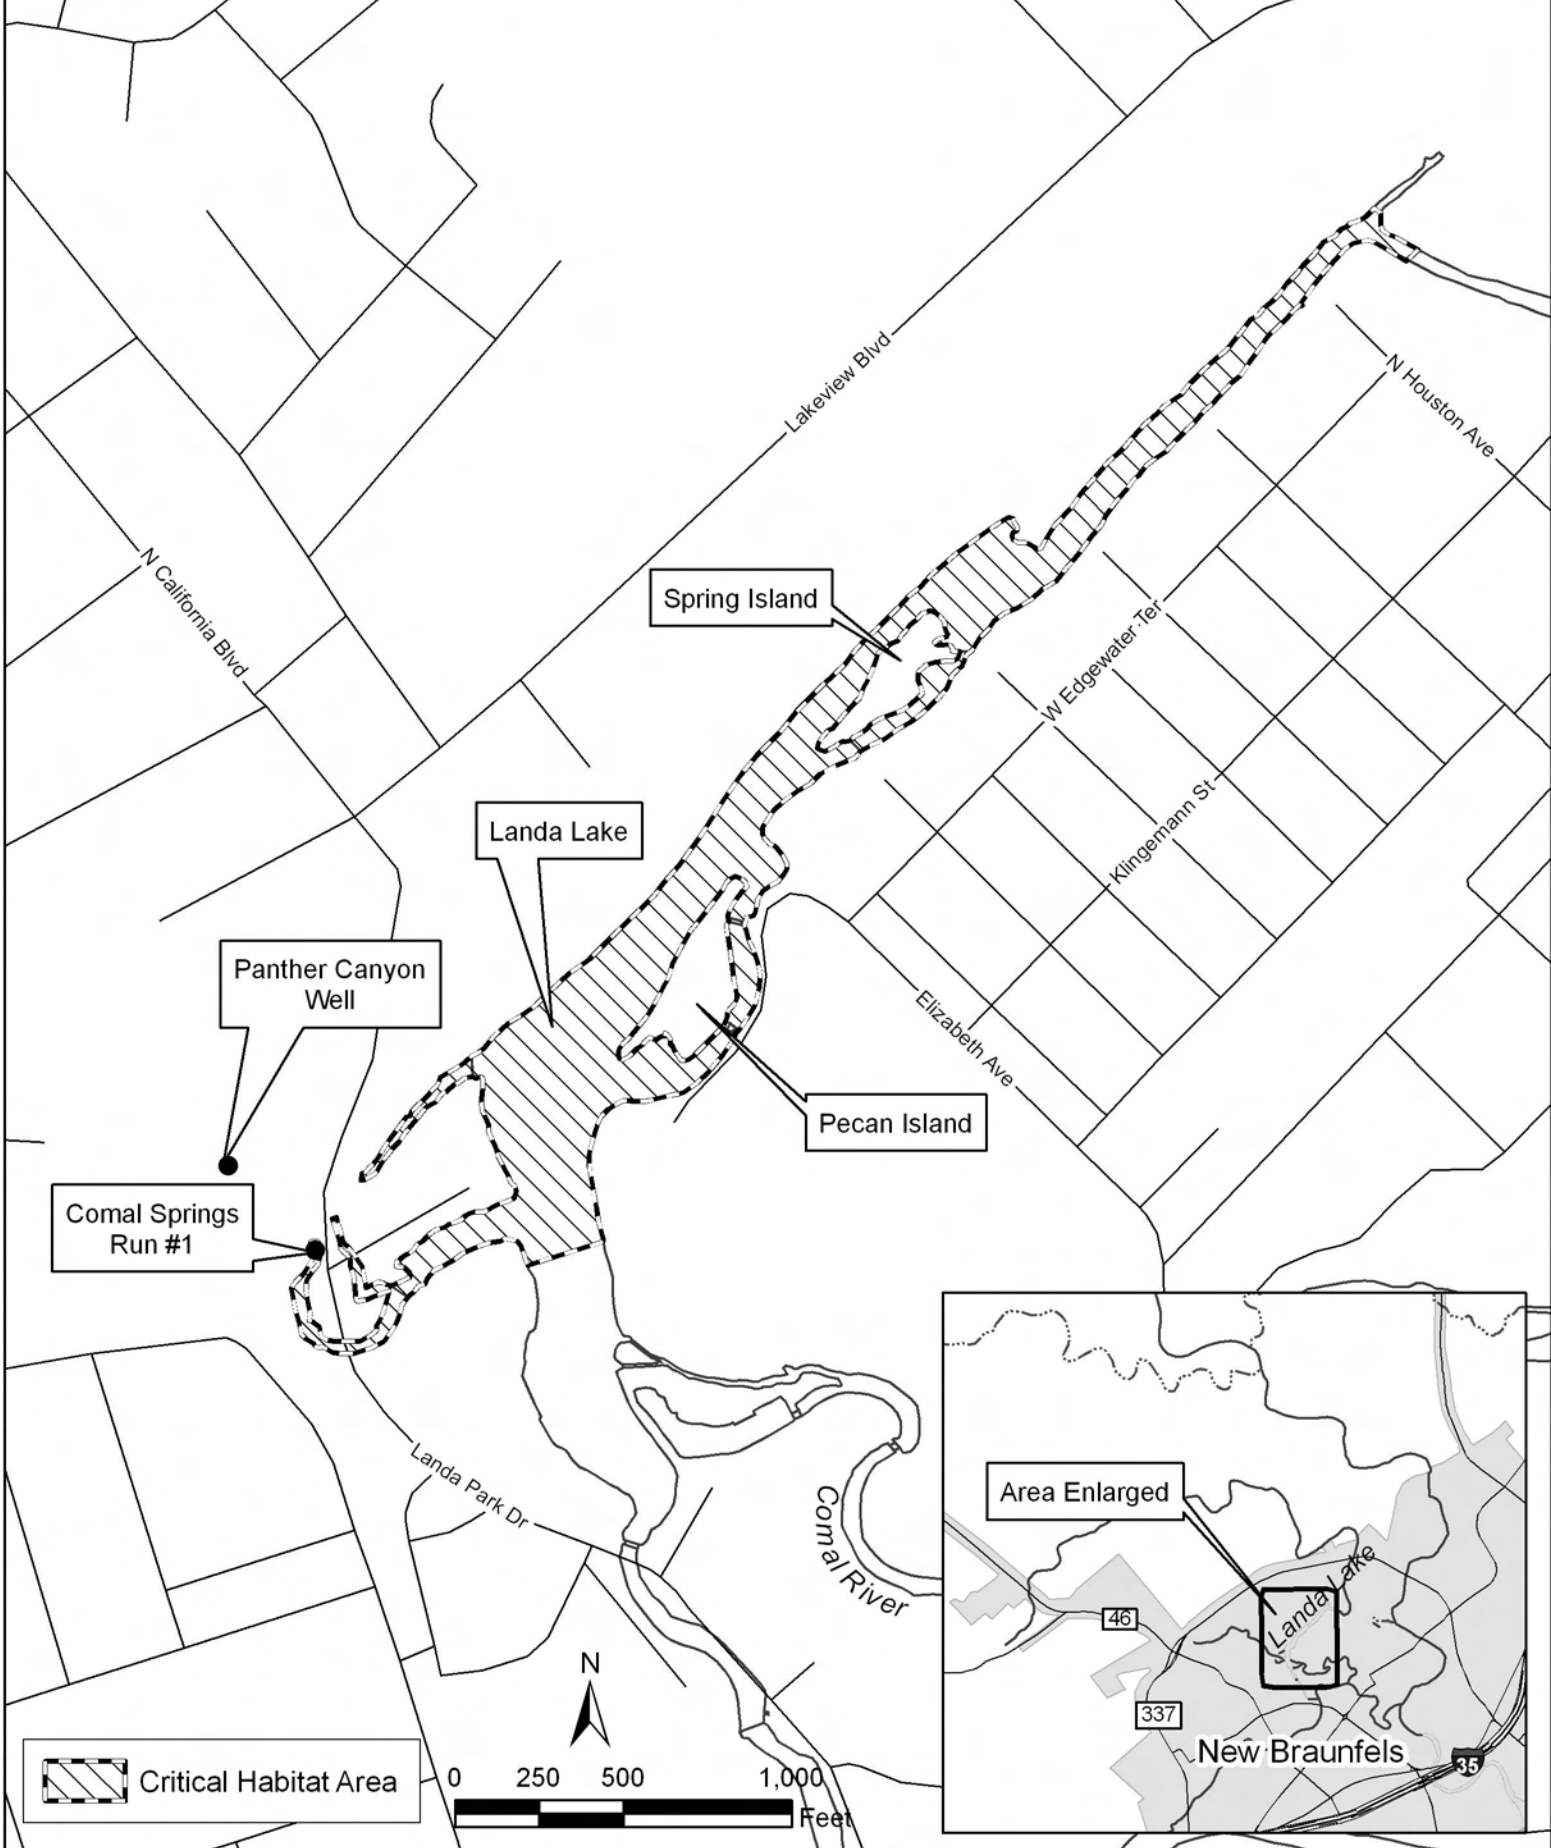 Lakeview Blvd
N Houston Ave
N California Blvd
Spring Island
W Edgewater Ter
Klingemann St
Landa Lake
Panther Canyon
Well
Elizabeth Ave
Pecan Island
Comal Springs
Run #1
Landa Park Dr
Comal River
Area Enlarged
Landa Lake
46
337
New Braunfels
35
N
Critical Habitat Area
0 250 500 1,000
Feet